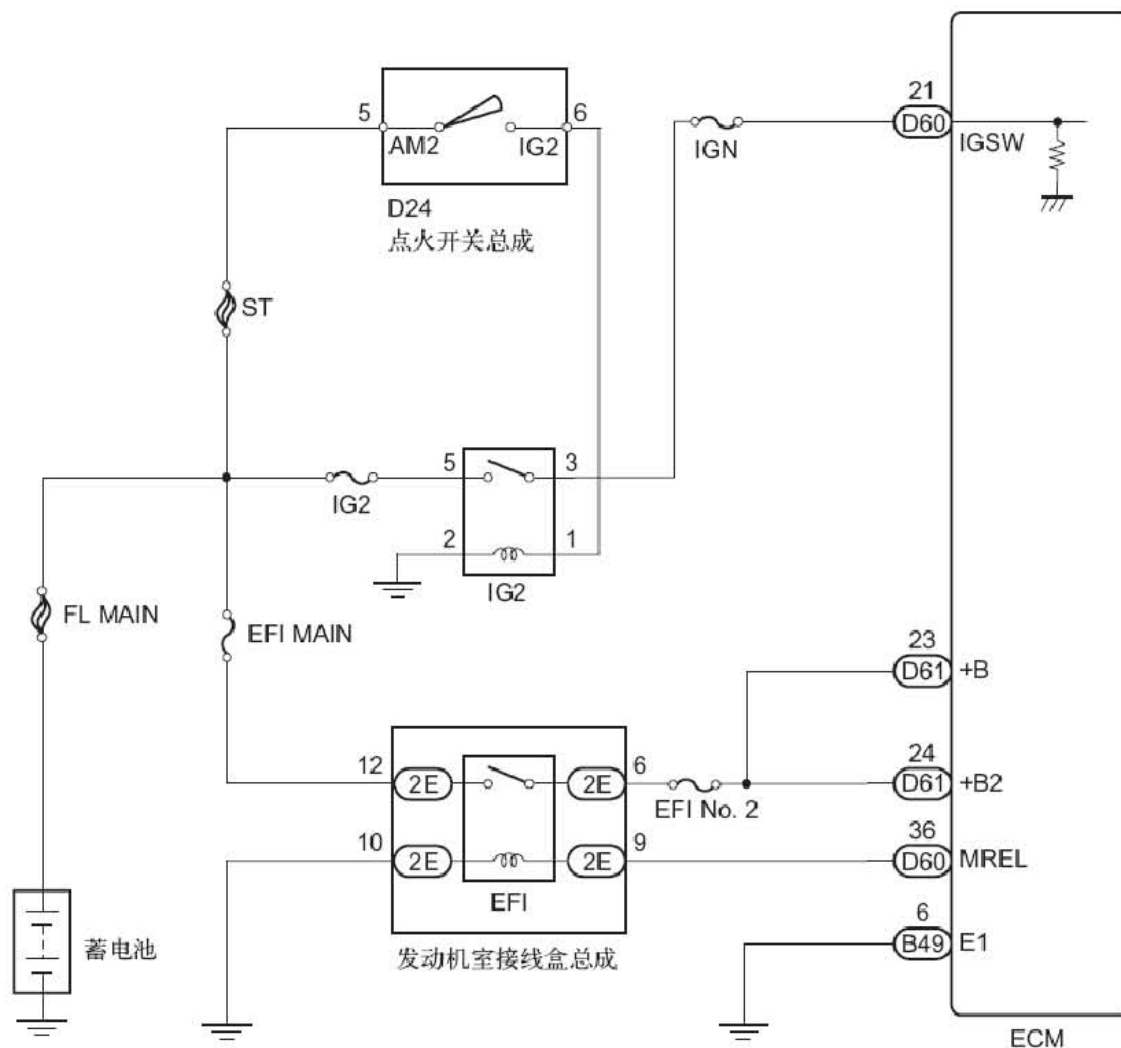 21
5
6
D60
AM2
IG2
IGN
IGSW
D24
点火开关总成
ST
5
3
IG2
2
1
IG2
FL MAIN
EFI MAIN
23
D61
+B
12
6
24
2E
2E
D61
+B2
EFI No. 2
10
9
36
2E
2E
D60
MREL
EFI
6
蓄电池
发动机室接线盒总成
B49
E1
ECM